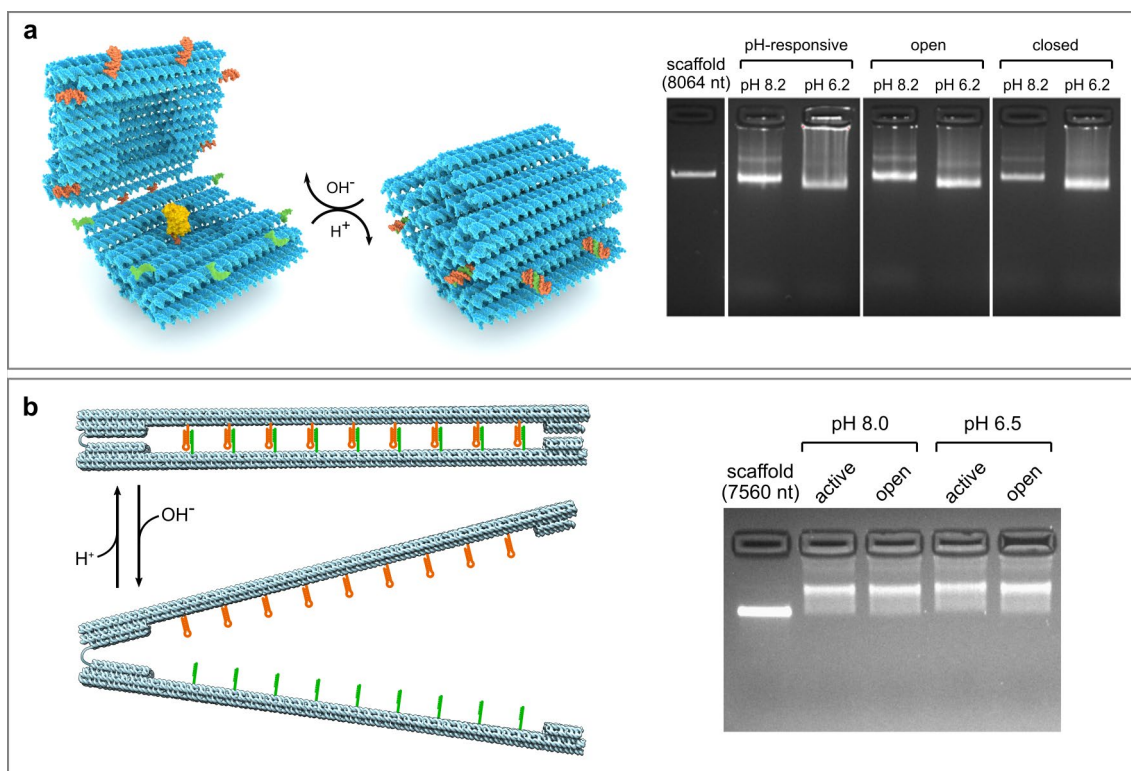 a
pH-responsive open closed
scaffold
(8064 nt) pH 8.2 pH 6.2 pH 8.2 pH 6.2 pH 8.2 pH 6.2
OH⁻
H⁺
b
pH 8.0 pH 6.5
scaffold
(7560 nt) active open active open
OH⁻
H⁺